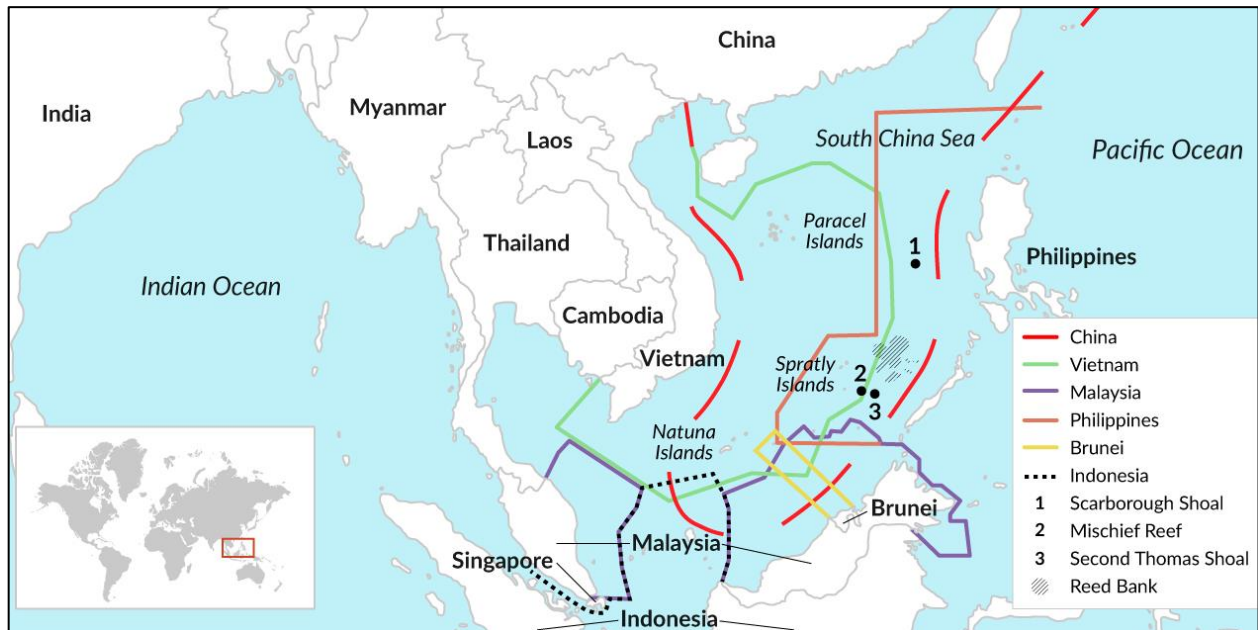 China
India
Myanmar
Laos
South China Sea
Pacific Ocean
Paracel
Islands
1
Thailand
Philippines
Indian Ocean
Cambodia
Vietnam
Spratly
Islands
2
3
Natuna
Islands
Brunei
Malaysia
Singapore
Indonesia
China
Vietnam
Malaysia
Philippines
Brunei
Indonesia
1 Scarborough Shoal
2 Mischief Reef
3 Second Thomas Shoal
Reed Bank